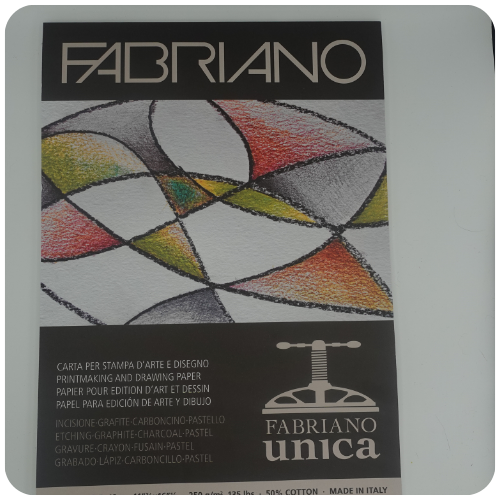 FABRIANO
CARTA PER STAMPA D'ARTE E DISEGNO
PRINTMAKING AND DRAWING PAPER
PAPIER POUR EDITION D'ART ET DESSIN
PAPEL PARA EDICIÓN DE ARTE Y DIBUJO
INCISIONE-GRAFITE-CARBONCINO-PASTELLO
ETCHING-GRAPHITE-CHARCOAL-PASTEL
GRAVURE-CRAYON-FUSAIN-PASTEL
GRABADO-LÁPIZ-CARBONCILLO-PASTEL
FABRIANO
unica
250 g/m² 135 lbs - 50% COTTON - MADE IN ITALY